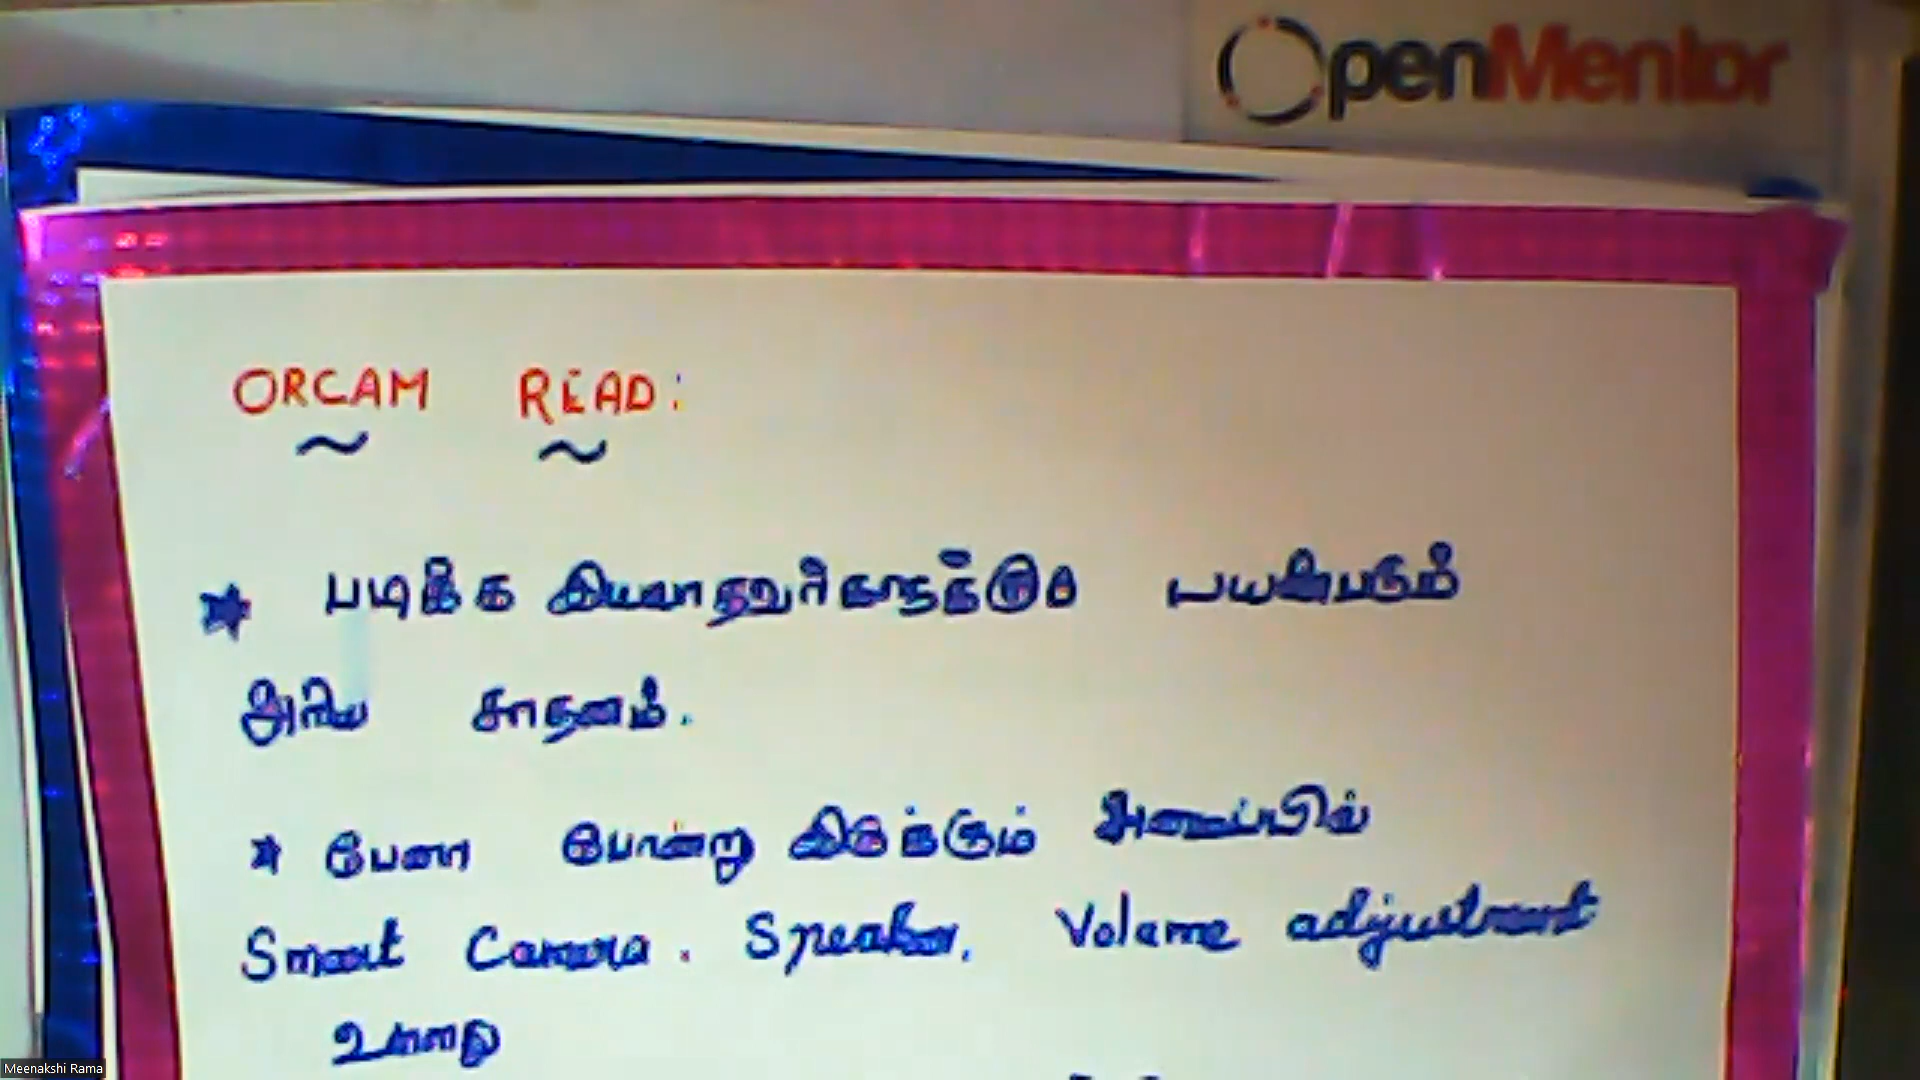 OpenMentor
ORCAM READ:
* படிக்க இயலாதவர்களுக்கு பயன்படும்
அரிய சாதனம்.
* பேனா போன்று இருக்கும் அமைப்பில்
Smart Camera. Speaker, Volume adjustment
உள்ளது
Meenakshi Rama